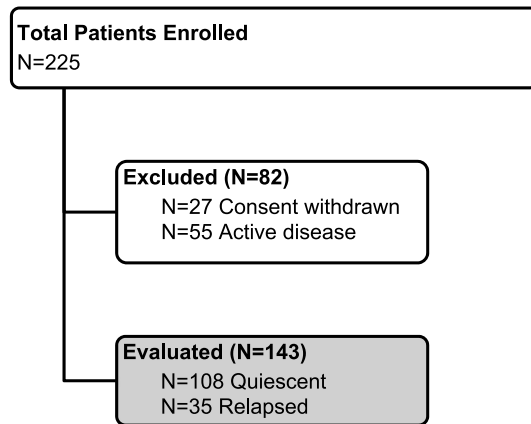 Total Patients Enrolled
N=225
Excluded (N=82)
N=27 Consent withdrawn
N=55 Active disease
Evaluated (N=143)
N=108 Quiescent
N=35 Relapsed